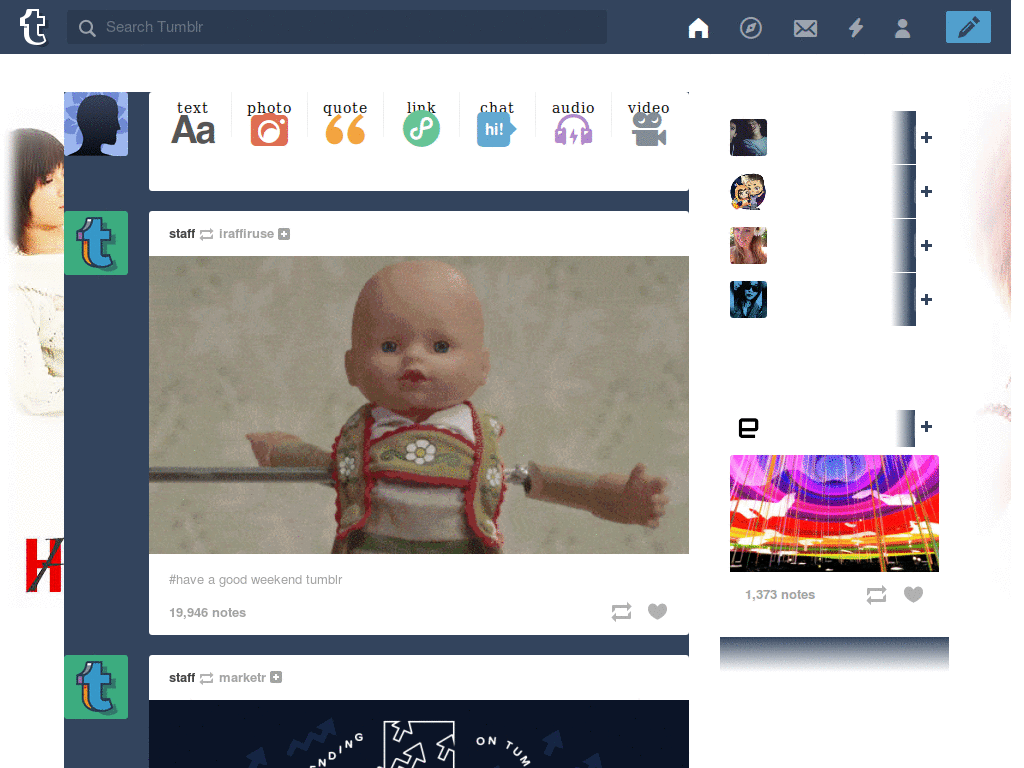 t
Search Tumblr
text photo quote link chat audio video
Aa
hi!
staff iraffiruse
t
#have a good weekend tumblr
19,946 notes
1,373 notes
H
staff marketr
t
ENDING ON TUM